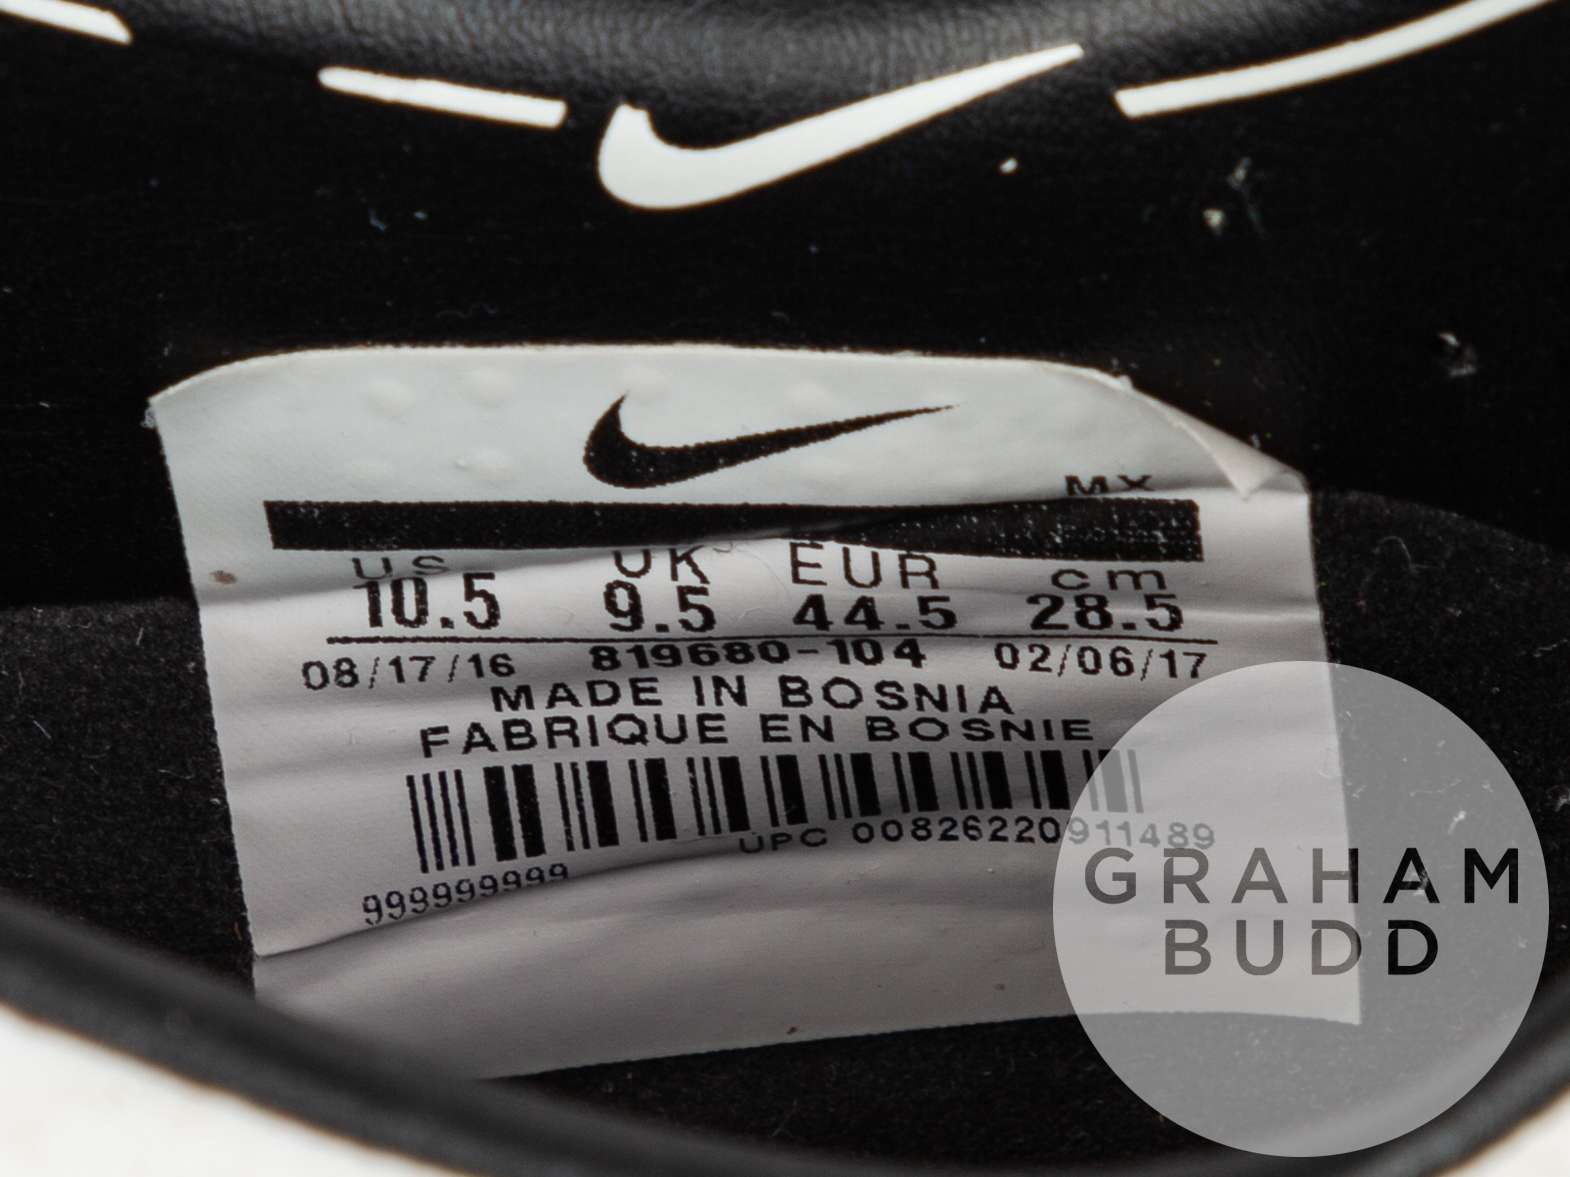 MX
US UK EUR cm
10.5 9.5 44.5 28.5
08/17/16 819680-104 02/06/17
MADE IN BOSNIA
FABRIQUE EN BOSNIE
UPC 00826220911489
999999999
GRAHAM
BUDD